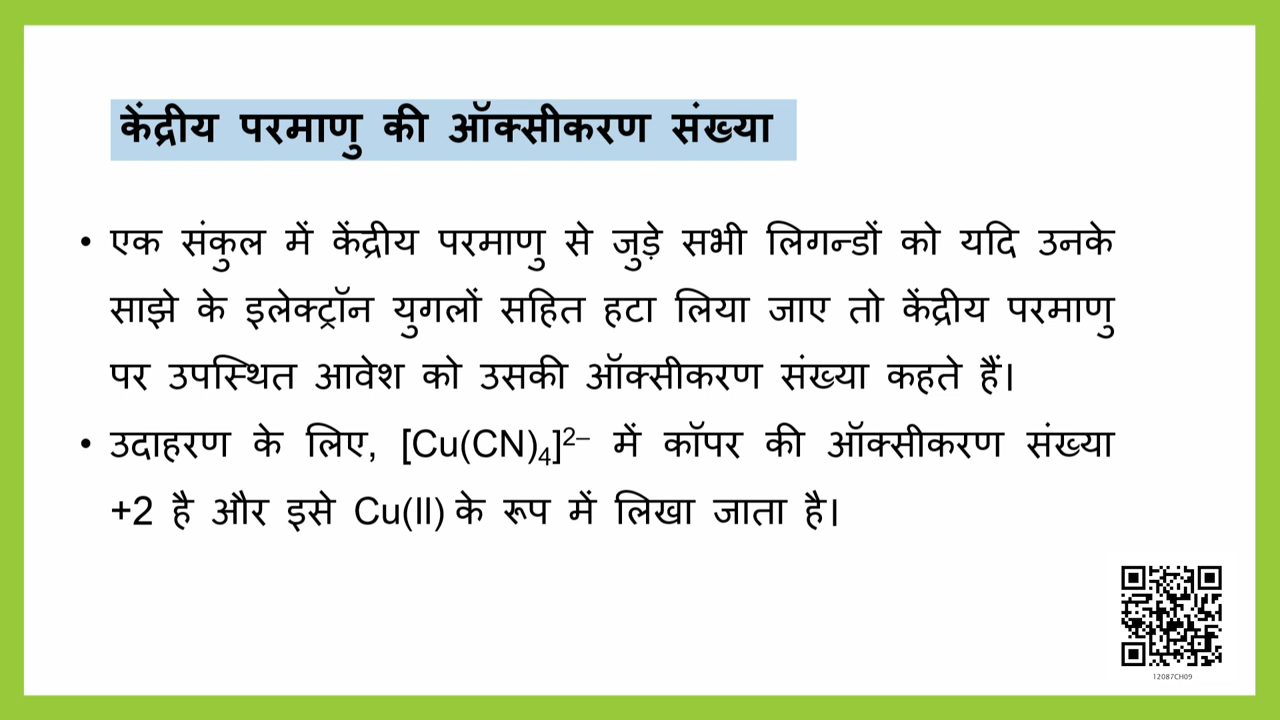 केंद्रीय परमाणु की ऑक्सीकरण संख्या
• एक संकुल में केंद्रीय परमाणु से जुड़े सभी लिगन्डों को यदि उनके
साझे के इलेक्ट्रॉन युगलों सहित हटा लिया जाए तो केंद्रीय परमाणु
पर उपस्थित आवेश को उसकी ऑक्सीकरण संख्या कहते हैं।
• उदाहरण के लिए, [Cu(CN)₄]²⁻ में कॉपर की ऑक्सीकरण संख्या
+2 है और इसे Cu(II) के रूप में लिखा जाता है।
12087CH09